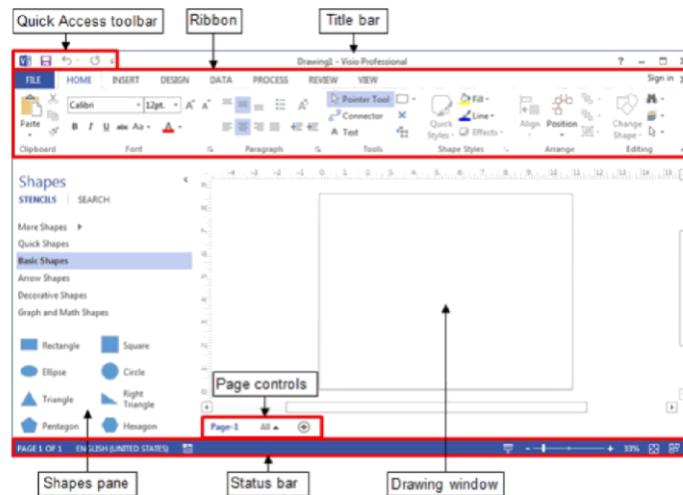 Quick Access toolbar
Ribbon
Title bar
Drawing1 - Visio Professional
FILE HOME INSERT DESIGN DATA PROCESS REVIEW VIEW
Sign in
Paste
Calibri 12pt.
B I U abc Aa A
Pointer Tool
Connector
A Text
Quick Styles
Fill
Line
Effects
Align Position
Change Shape
Clipboard Font Paragraph Tools Shape Styles Arrange Editing
Shapes
STENCILS | SEARCH
More Shapes
Quick Shapes
Basic Shapes
Arrow Shapes
Decorative Shapes
Graph and Math Shapes
Rectangle Square
Ellipse Circle
Triangle Right Triangle
Pentagon Hexagon
Page controls
Page-1 All
PAGE 1 OF 1 ENGLISH (UNITED STATES)
33%
Shapes pane
Status bar
Drawing window